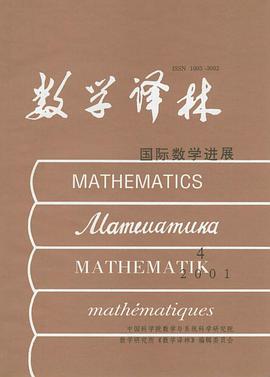 ISSN 1003-3092
数学译林
国际数学进展
MATHEMATICS
Математика
4
MATHEMATIK
2001
mathématiques
中国科学院数学与系统科学研究院
数学研究所《数学译林》编辑委员会